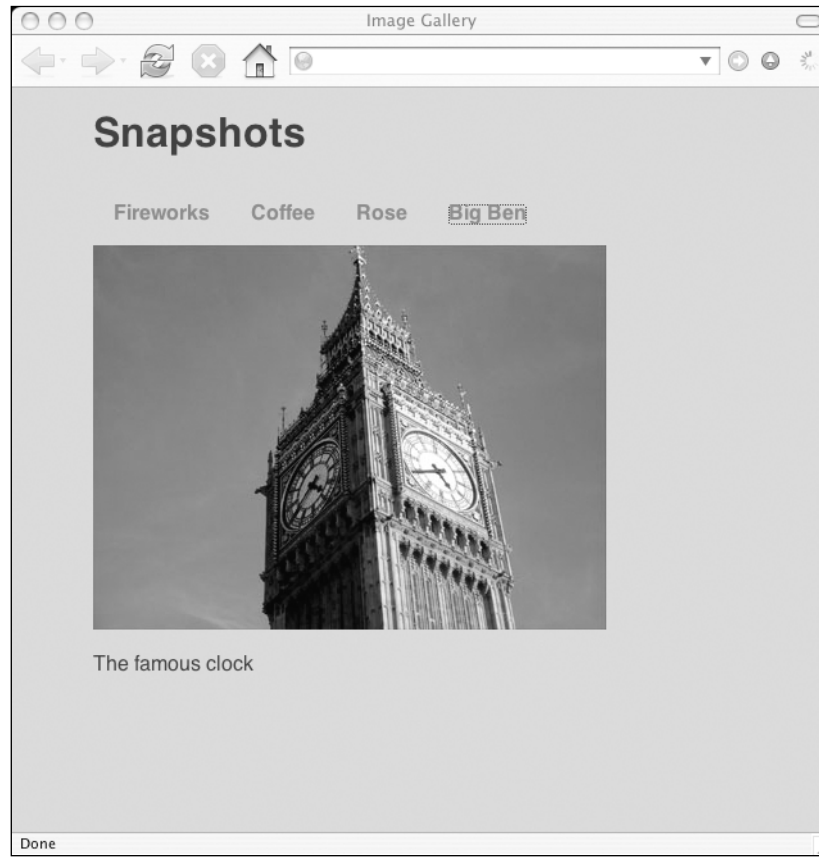 Image Gallery
Snapshots
Fireworks Coffee Rose Big Ben
The famous clock
Done